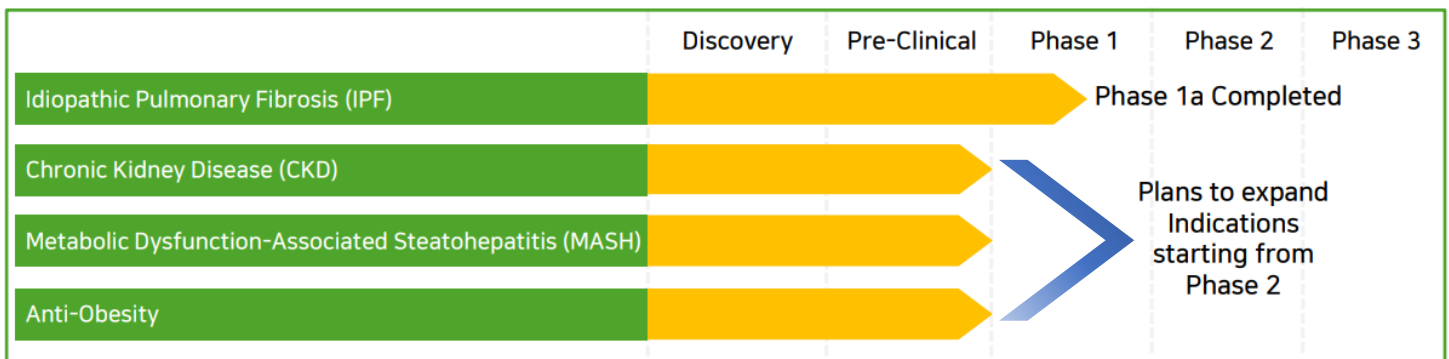 Discovery Pre-Clinical Phase 1 Phase 2 Phase 3
Idiopathic Pulmonary Fibrosis (IPF)
Phase 1a Completed
Chronic Kidney Disease (CKD)
Metabolic Dysfunction-Associated Steatohepatitis (MASH)
Anti-Obesity
Plans to expand
Indications
starting from
Phase 2